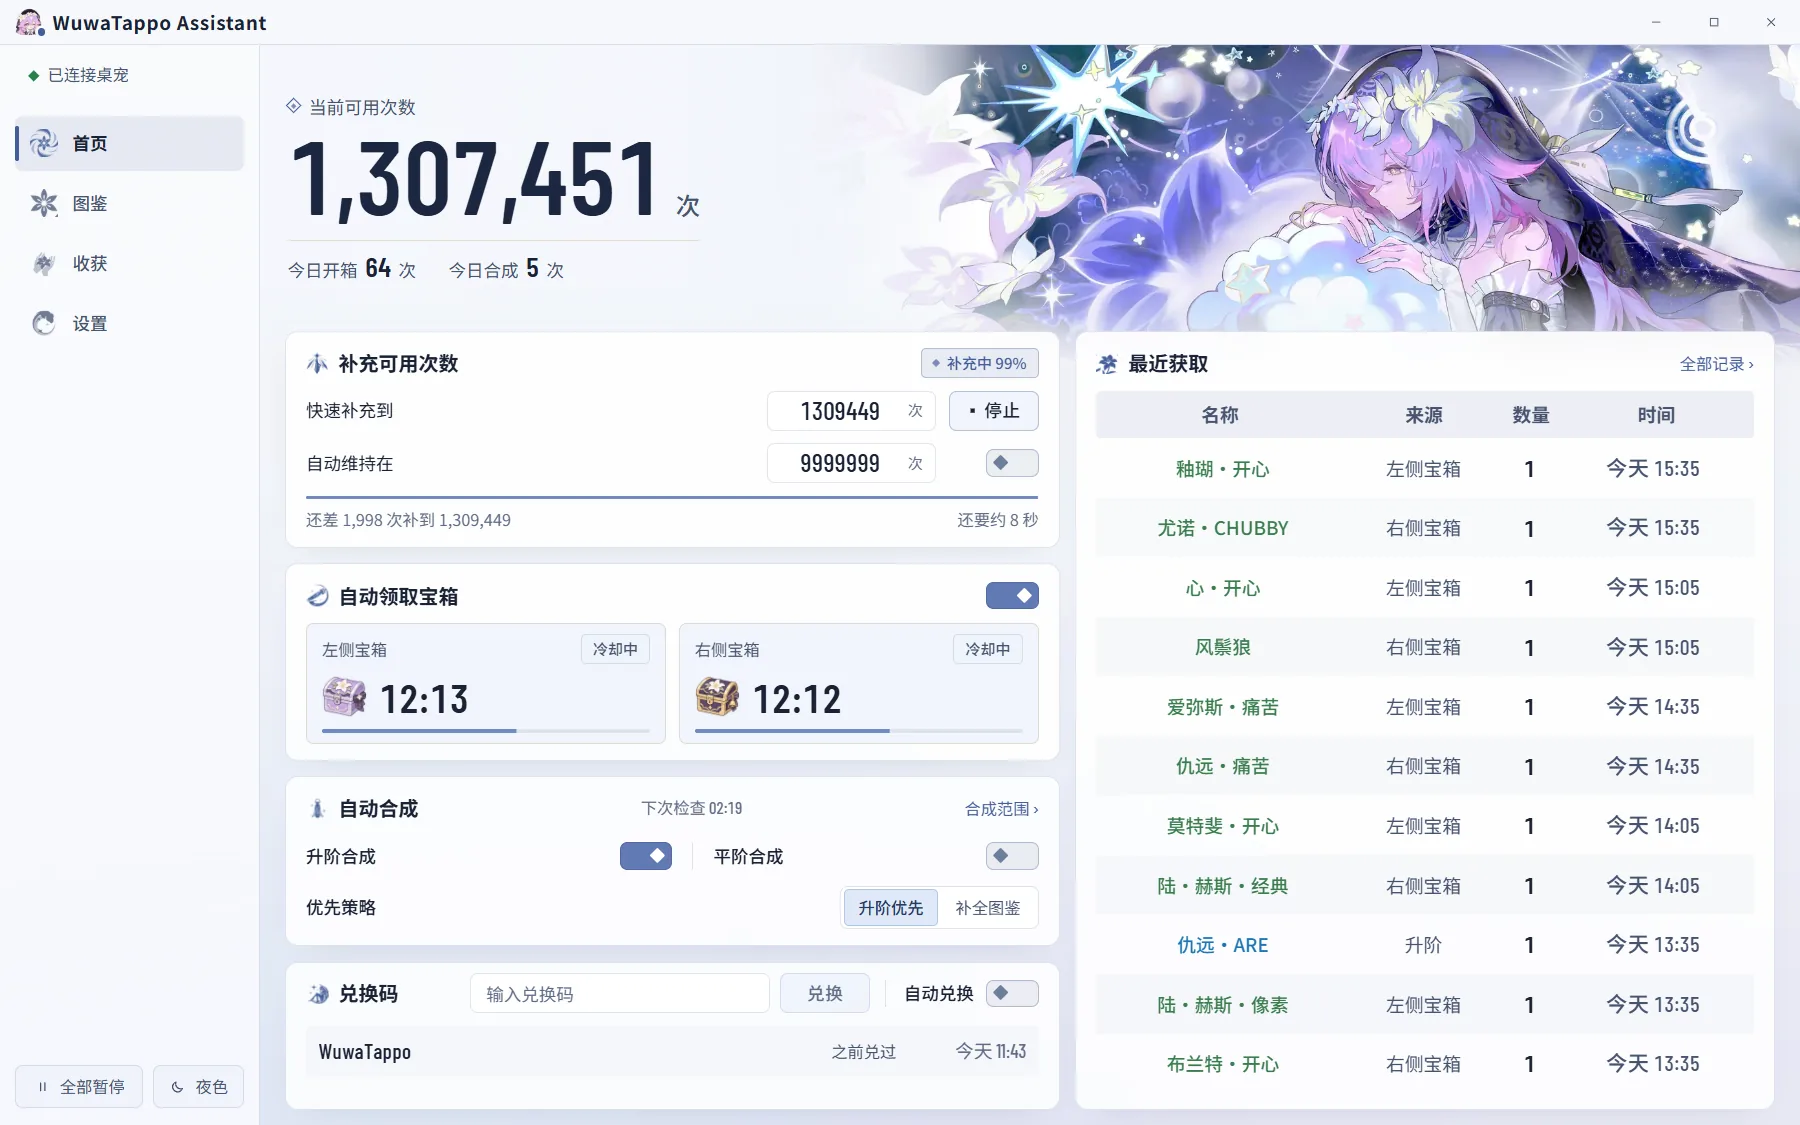 WuwaTappo Assistant
已连接桌宠
首页
图鉴
收获
设置
全部暂停
夜色
当前可用次数
1,307,451 次
今日开箱 64 次 今日合成 5 次
补充可用次数
补充中 99%
快速补充到
1309449 次
停止
自动维持在
9999999 次
还差 1,998 次补到 1,309,449
还要约 8 秒
自动领取宝箱
左侧宝箱
冷却中
12:13
右侧宝箱
冷却中
12:12
自动合成
下次检查 02:19
合成范围 ›
升阶合成
平阶合成
优先策略
升阶优先
补全图鉴
兑换码
输入兑换码
兑换
自动兑换
WuwaTappo
之前兑过
今天 11:43
最近获取
全部记录 ›
名称 来源 数量 时间
釉瑚・开心 左侧宝箱 1 今天 15:35
尤诺・CHUBBY 右侧宝箱 1 今天 15:35
心・开心 左侧宝箱 1 今天 15:05
风鬃狼 右侧宝箱 1 今天 15:05
爱弥斯・痛苦 左侧宝箱 1 今天 14:35
仇远・痛苦 右侧宝箱 1 今天 14:35
莫特斐・开心 左侧宝箱 1 今天 14:05
陆・赫斯・经典 右侧宝箱 1 今天 14:05
仇远・ARE 升阶 1 今天 13:35
陆・赫斯・像素 左侧宝箱 1 今天 13:35
布兰特・开心 右侧宝箱 1 今天 13:35